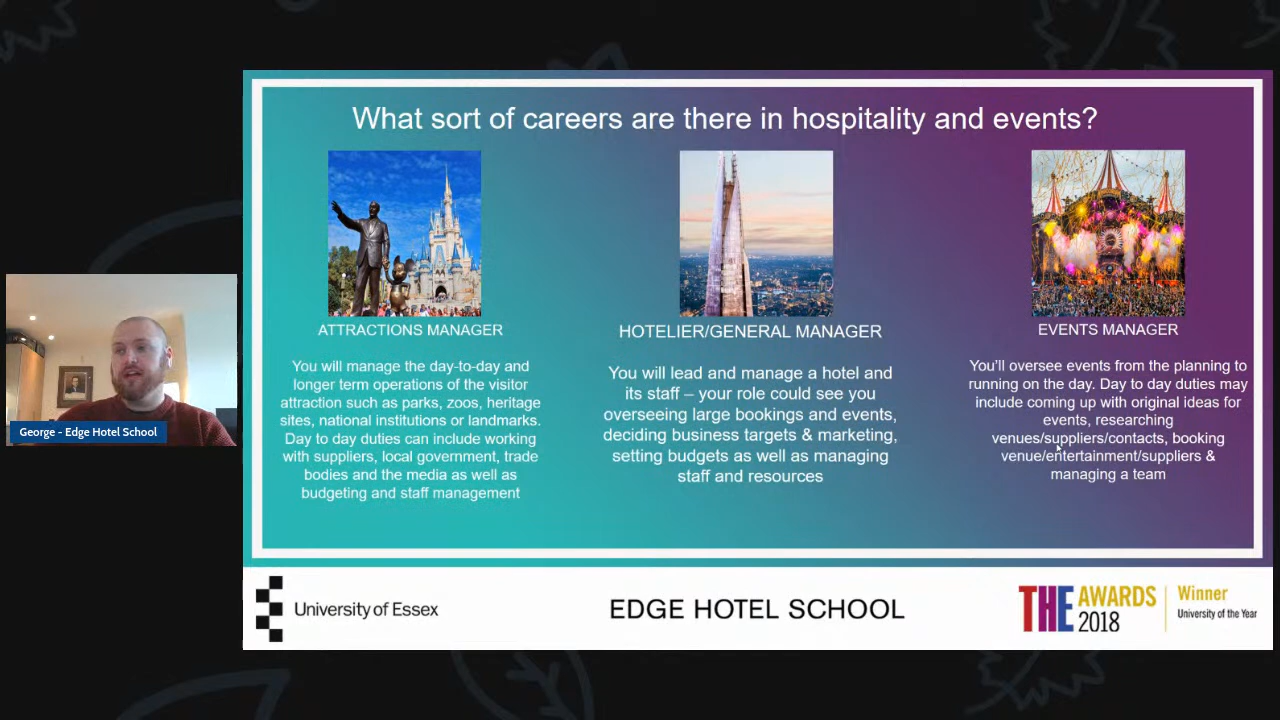 What sort of careers are there in hospitality and events?
ATTRACTIONS MANAGER
You will manage the day-to-day and
longer term operations of the visitor
attraction such as parks, zoos, heritage
sites, national institutions or landmarks.
Day to day duties can include working
with suppliers, local government, trade
bodies and the media as well as
budgeting and staff management
HOTELIER/GENERAL MANAGER
You will lead and manage a hotel and
its staff – your role could see you
overseeing large bookings and events,
deciding business targets & marketing,
setting budgets as well as managing
staff and resources
EVENTS MANAGER
You'll oversee events from the planning to
running on the day. Day to day duties may
include coming up with original ideas for
events, researching
venues/suppliers/contacts, booking
venue/entertainment/suppliers &
managing a team
George - Edge Hotel School
University of Essex
EDGE HOTEL SCHOOL
THE AWARDS
2018
Winner
University of the Year